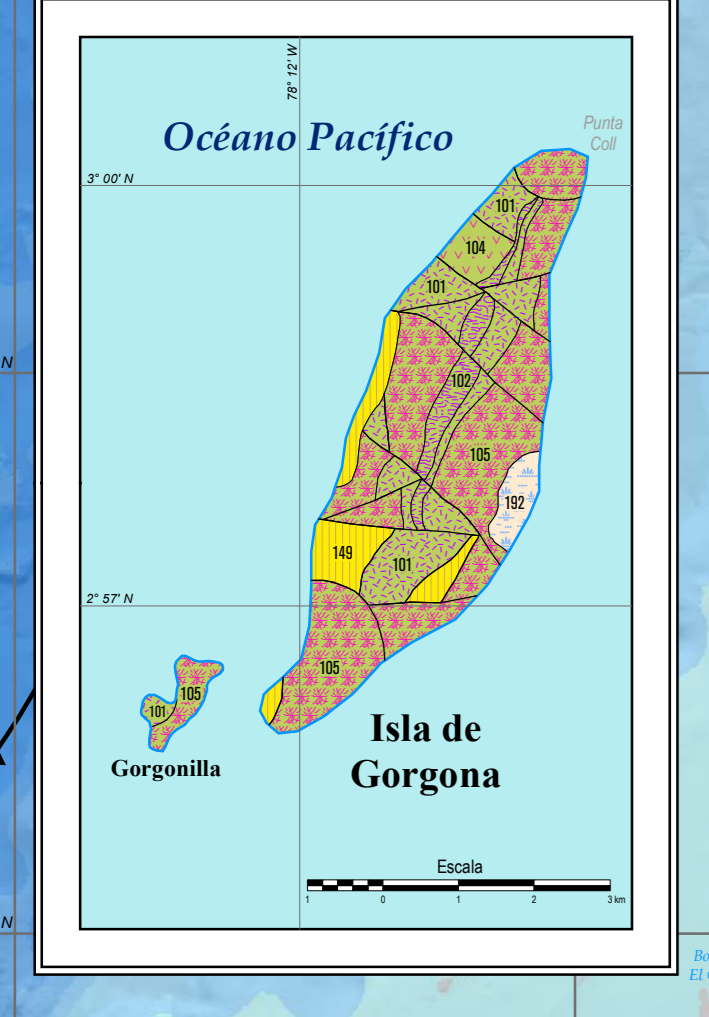 78° 12' W
Océano Pacífico
Punta
Coll
3° 00' N
101
104
101
N
102
105
192
149
101
2° 57' N
105
105
101
Isla de
Gorgona
Gorgonilla
Escala
1 0 1 2 3 km
N